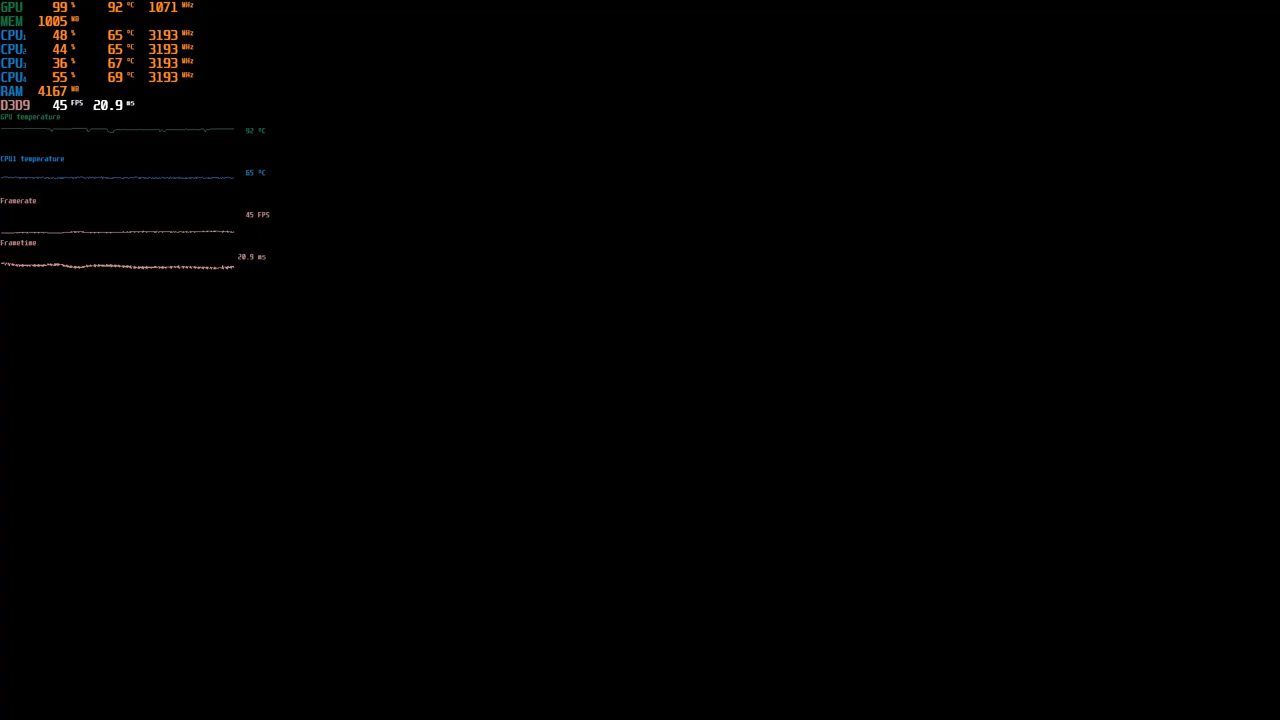 GPU 99 % 92 °C 1071 MHz
MEM 1005 MB
CPU1 48 % 65 °C 3193 MHz
CPU2 44 % 65 °C 3193 MHz
CPU3 36 % 67 °C 3193 MHz
CPU4 55 % 69 °C 3193 MHz
RAM 4167 MB
D3D9 45 FPS 20.9 ms
GPU temperature
92 °C
CPU1 temperature
65 °C
Framerate
45 FPS
Frametime
20.9 ms